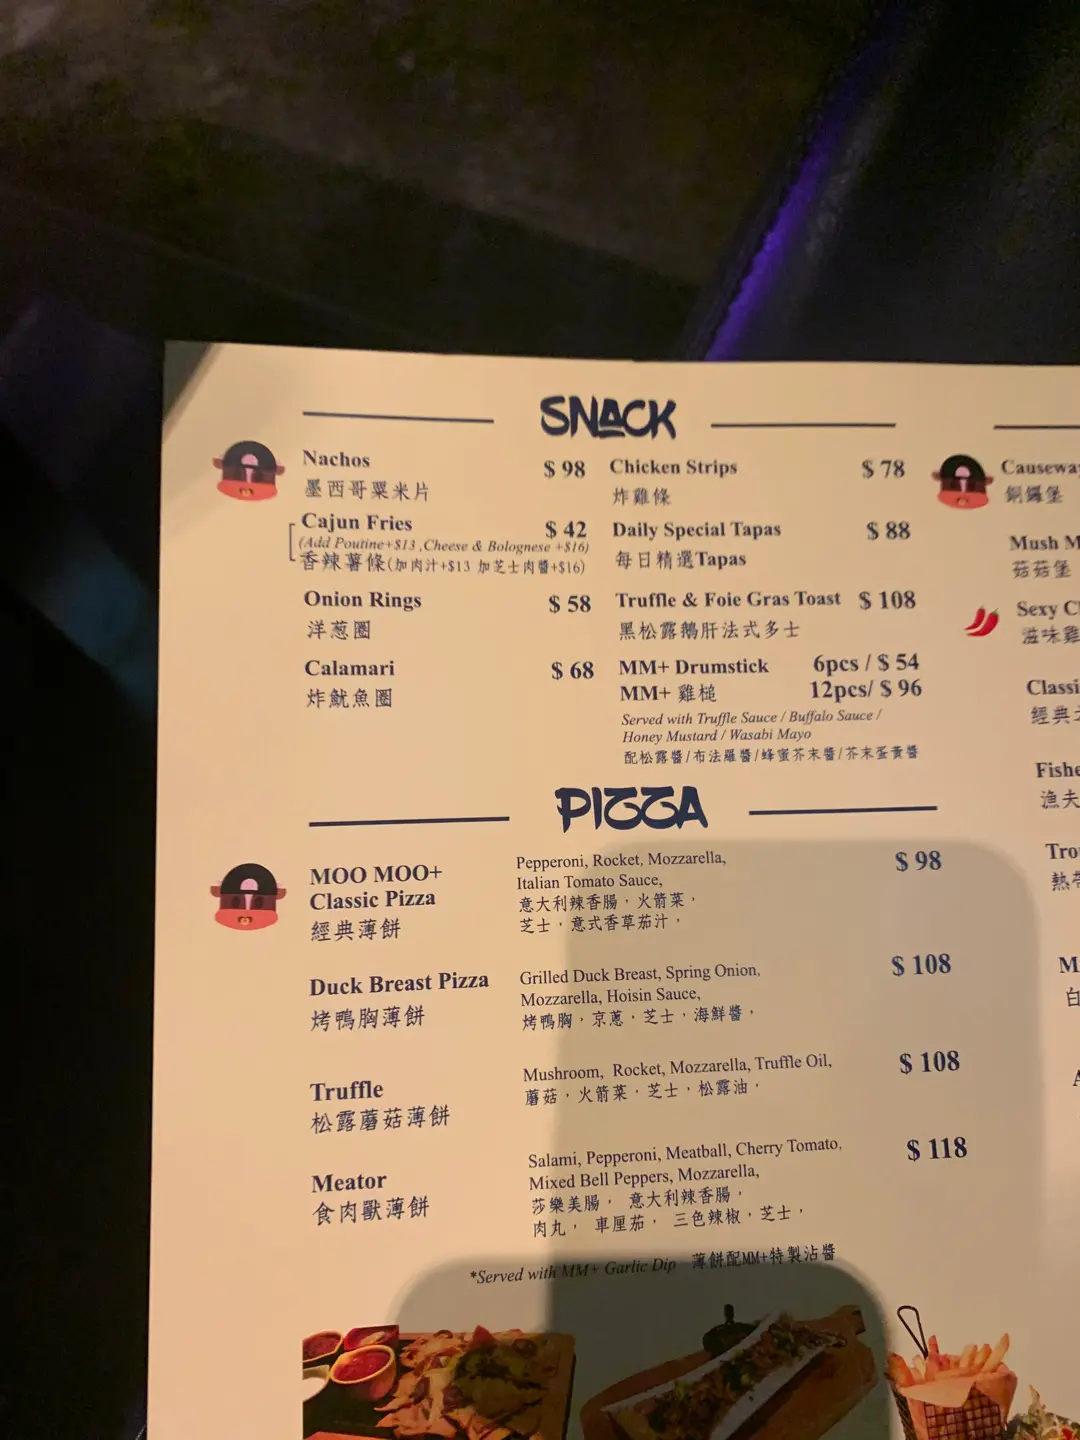 SNACK
Nachos $ 98
墨西哥粟米片
Cajun Fries $ 42
(Add Poutine+$13 ,Cheese & Bolognese +$16)
香辣薯條(加肉汁+$13 加芝士肉醬+$16)
Onion Rings $ 58
洋葱圈
Calamari $ 68
炸魷魚圈
Chicken Strips $ 78
炸雞條
Daily Special Tapas $ 88
每日精選Tapas
Truffle & Foie Gras Toast $ 108
黑松露鵝肝法式多士
MM+ Drumstick 6pcs / $ 54
MM+ 雞槌 12pcs/ $ 96
Served with Truffle Sauce / Buffalo Sauce /
Honey Mustard / Wasabi Mayo
配松露醬/布法羅醬/蜂蜜芥末醬/芥末蛋黃醬
PIZZA
MOO MOO+
Classic Pizza
經典薄餅
Pepperoni, Rocket, Mozzarella, $ 98
Italian Tomato Sauce,
意大利辣香腸，火箭菜，
芝士，意式香草茄汁，
Duck Breast Pizza
烤鴨胸薄餅
Grilled Duck Breast, Spring Onion, $ 108
Mozzarella, Hoisin Sauce,
烤鴨胸，京蔥，芝士，海鮮醬，
Truffle
松露蘑菇薄餅
Mushroom, Rocket, Mozzarella, Truffle Oil, $ 108
蘑菇，火箭菜，芝士，松露油，
Meator
食肉獸薄餅
Salami, Pepperoni, Meatball, Cherry Tomato, $ 118
Mixed Bell Peppers, Mozzarella,
莎樂美腸， 意大利辣香腸，
肉丸， 車厘茄， 三色辣椒，芝士，
*Served with MM+ Garlic Dip 薄餅配MM+特製沾醬
Causeway
銅鑼堡
Mush M
菇菇堡
Sexy C
滋味雞
Classi
經典
Fishe
漁夫
Tro
熱帶
M
白
A